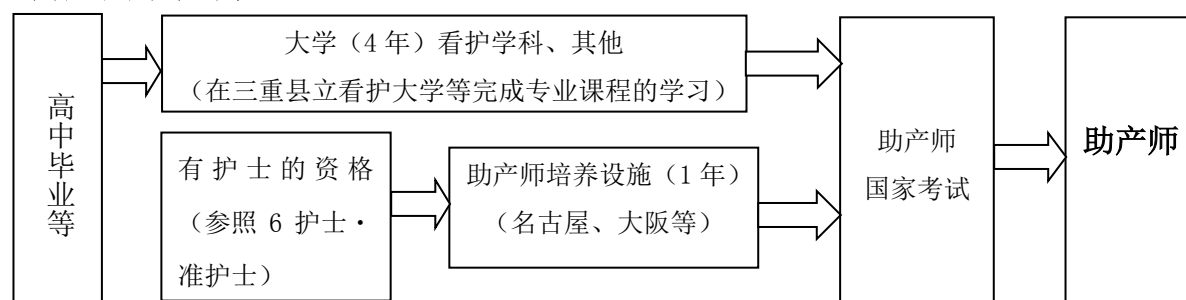 高中毕业等
大学（4 年）看护学科、其他
（在三重县立看护大学等完成专业课程的学习）
有护士的资格
（参照 6 护士・
准护士）
助产师培养设施（1 年）
（名古屋、大阪等）
助产师
国家考试
助产师